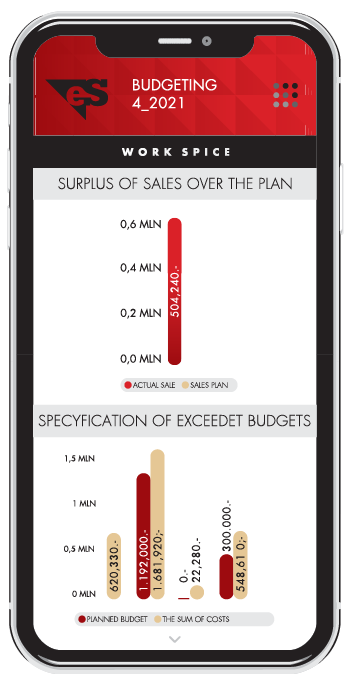 eS
BUDGETING
4_2021
WORK SPICE
SURPLUS OF SALES OVER THE PLAN
0,6 MLN
0,4 MLN
0,2 MLN
0,0 MLN
504,240,-
ACTUAL SALE SALES PLAN
SPECYFICATION OF EXCEEDET BUDGETS
1,5 MLN
1 MLN
0,5 MLN
0 MLN
620,330.-
1.192,000.-
1.681,920;-
0.-
22,280.-
300.000.-
548,61 0;-
PLANNED BUDGET THE SUM OF COSTS